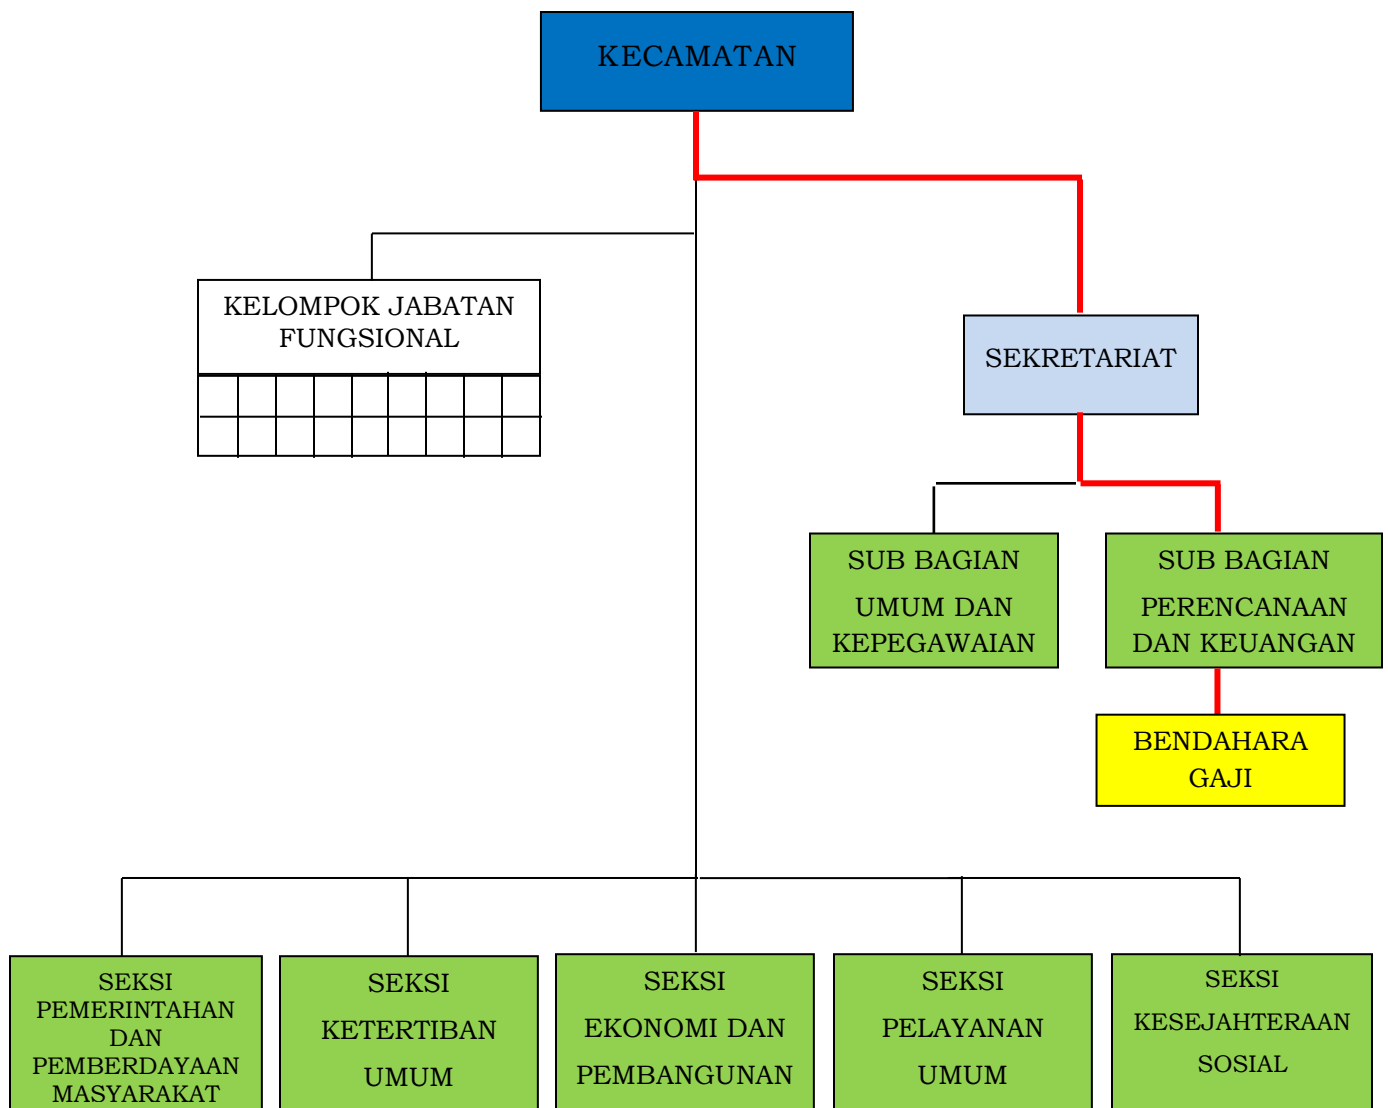 KECAMATAN
KELOMPOK JABATAN
FUNGSIONAL
SEKRETARIAT
SUB BAGIAN
UMUM DAN
KEPEGAWAIAN
SUB BAGIAN
PERENCANAAN
DAN KEUANGAN
BENDAHARA
GAJI
SEKSI
PEMERINTAHAN
DAN
PEMBERDAYAAN
MASYARAKAT
SEKSI
KETERTIBAN
UMUM
SEKSI
EKONOMI DAN
PEMBANGUNAN
SEKSI
PELAYANAN
UMUM
SEKSI
KESEJAHTERAAN
SOSIAL